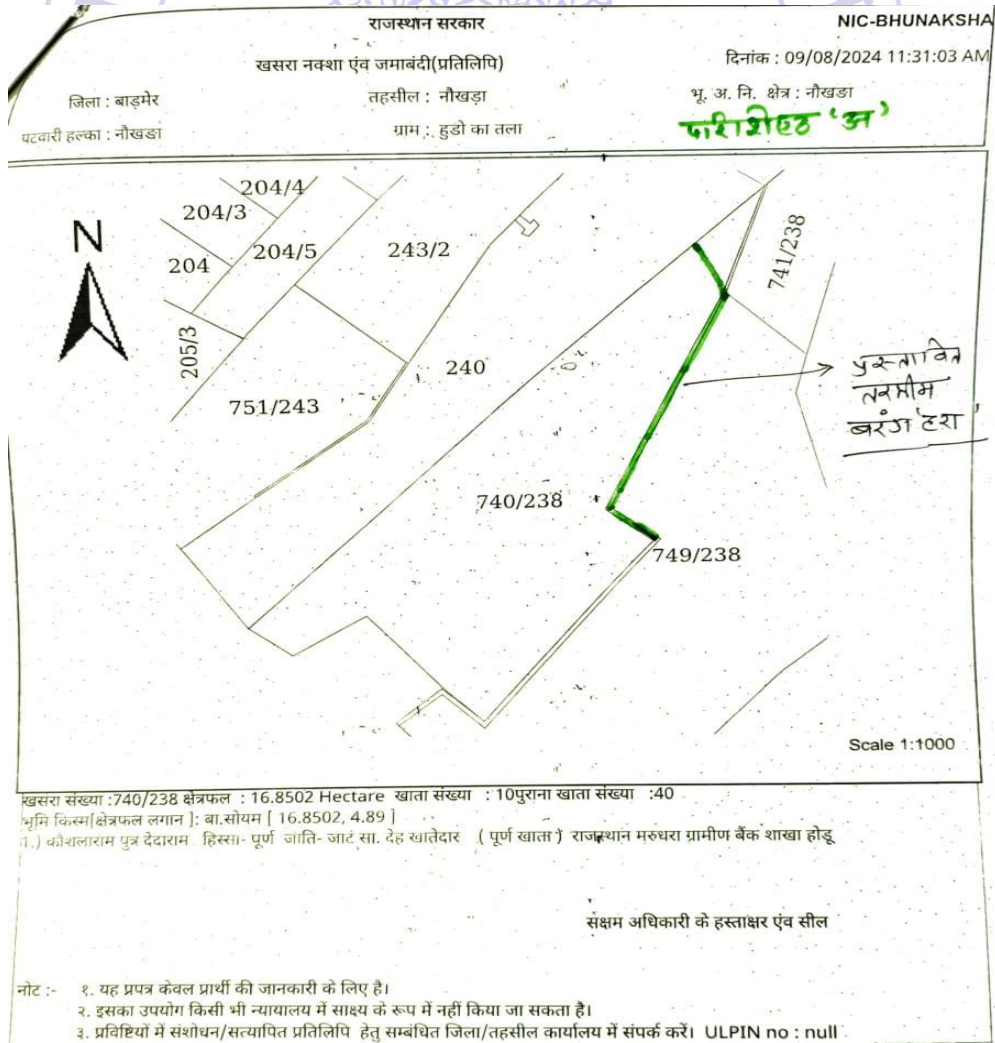 राजस्थान सरकार
NIC-BHUNAKSHA
खसरा नक्शा एंव जमाबंदी(प्रतिलिपि)
दिनांक : 09/08/2024 11:31:03 AM
जिला : बाड़मेर
तहसील : नौखड़ा
भू. अ. नि. क्षेत्र : नौखडा
पटवारी हल्का : नौखडा
ग्राम : हुडो का तला
परिशिष्ठ 'अ'
N
204/4
204/3
204
204/5
243/2
741/238
205/3
240
751/243
प्रस्तावित
तरमीम
बरंग 'हरा'
740/238
749/238
Scale 1:1000
खसरा संख्या :740/238 क्षेत्रफल : 16.8502 Hectare खाता संख्या : 10पुराना खाता संख्या :40
भूमि किस्म[क्षेत्रफल लगान ]: बा.सोयम [ 16.8502, 4.89 ]
1.) कौशलाराम पुत्र देदाराम हिस्सा- पूर्ण जाति- जाट सा. देह खातेदार ( पूर्ण खाता ) राजस्थान मरुधरा ग्रामीण बैंक शाखा होडू
सक्षम अधिकारी के हस्ताक्षर एंव सील
नोट :- १. यह प्रपत्र केवल प्रार्थी की जानकारी के लिए है।
२. इसका उपयोग किसी भी न्यायालय में साक्ष्य के रूप में नहीं किया जा सकता है।
३. प्रविष्टियों में संशोधन/सत्यापित प्रतिलिपि हेतु सम्बंधित जिला/तहसील कार्यालय में संपर्क करें। ULPIN no : null